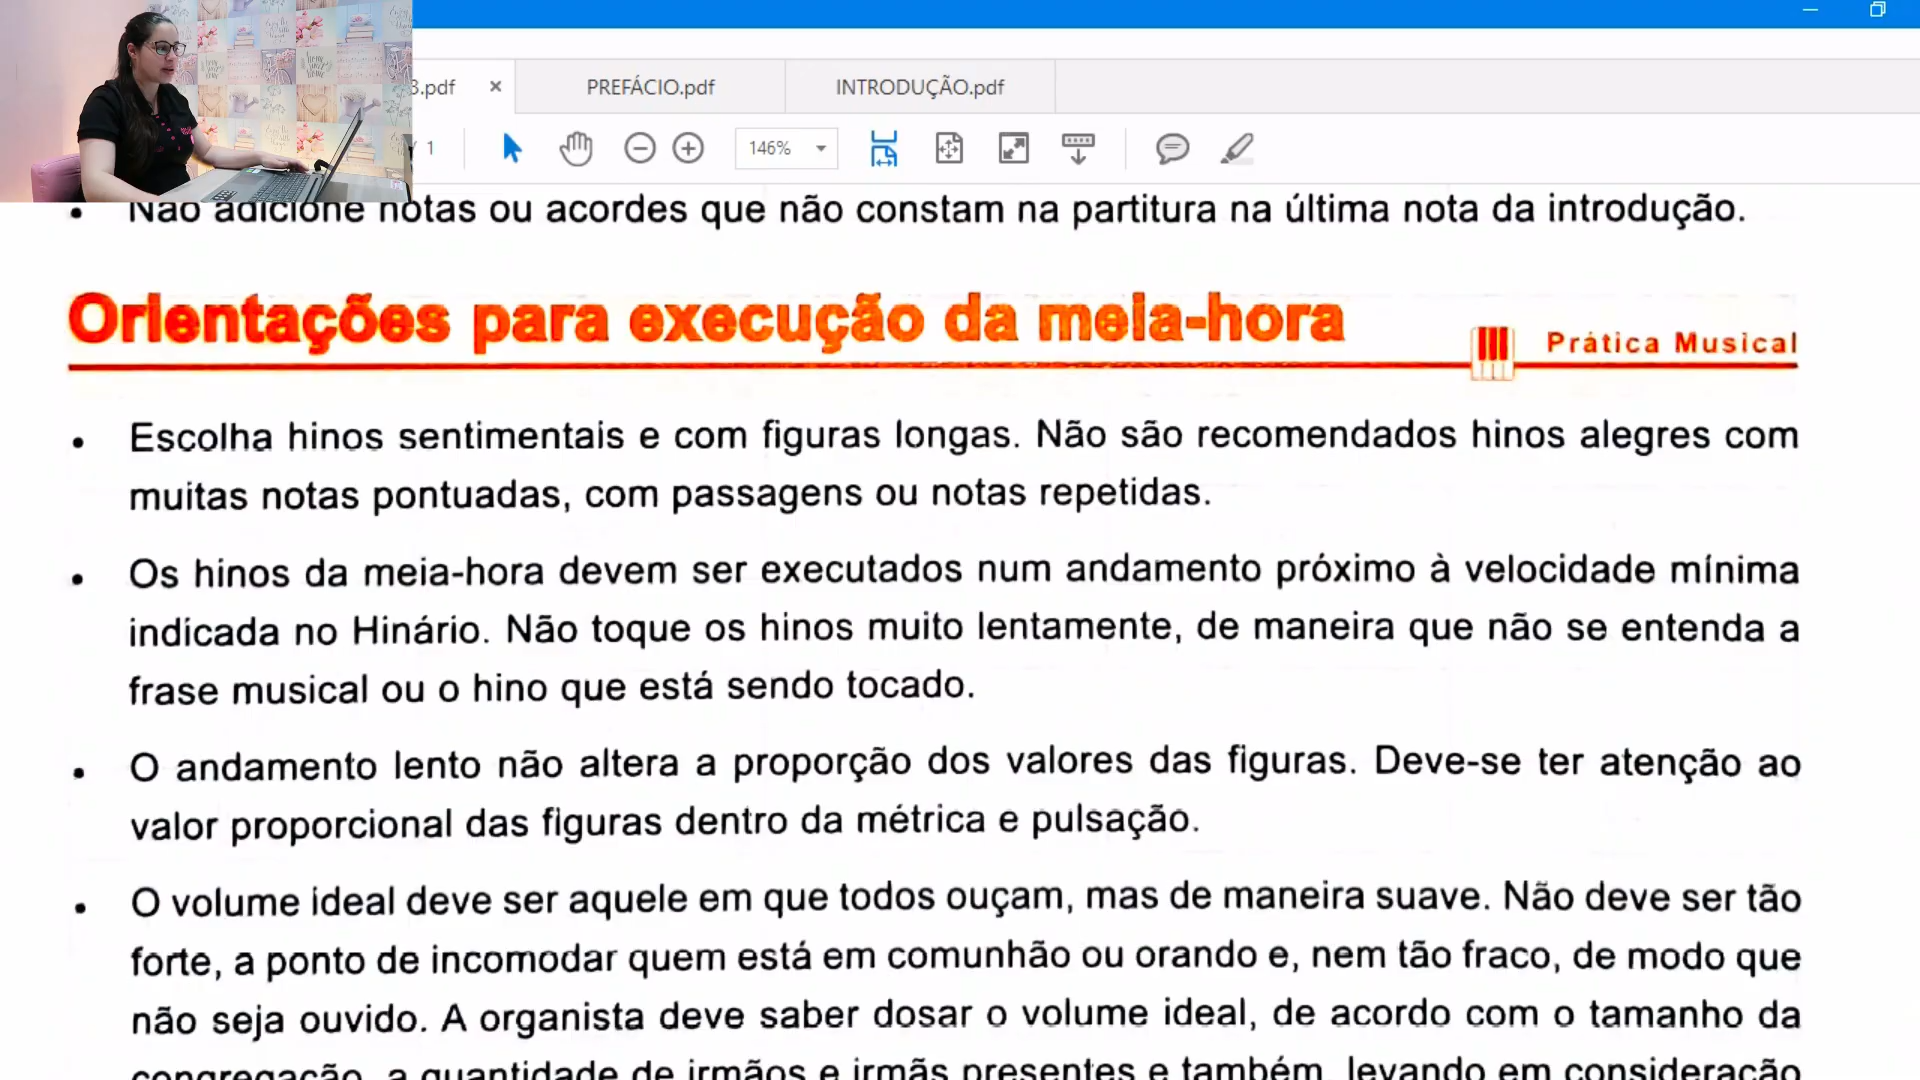 3.pdf
PREFÁCIO.pdf
INTRODUÇÃO.pdf
/ 1
146%
• Não adicione notas ou acordes que não constam na partitura na última nota da introdução.
Orientações para execução da meia-hora
Prática Musical
• Escolha hinos sentimentais e com figuras longas. Não são recomendados hinos alegres com
muitas notas pontuadas, com passagens ou notas repetidas.
• Os hinos da meia-hora devem ser executados num andamento próximo à velocidade mínima
indicada no Hinário. Não toque os hinos muito lentamente, de maneira que não se entenda a
frase musical ou o hino que está sendo tocado.
• O andamento lento não altera a proporção dos valores das figuras. Deve-se ter atenção ao
valor proporcional das figuras dentro da métrica e pulsação.
• O volume ideal deve ser aquele em que todos ouçam, mas de maneira suave. Não deve ser tão
forte, a ponto de incomodar quem está em comunhão ou orando e, nem tão fraco, de modo que
não seja ouvido. A organista deve saber dosar o volume ideal, de acordo com o tamanho da
congregação, a quantidade de irmãos e irmãs presentes e também, levando em consideração